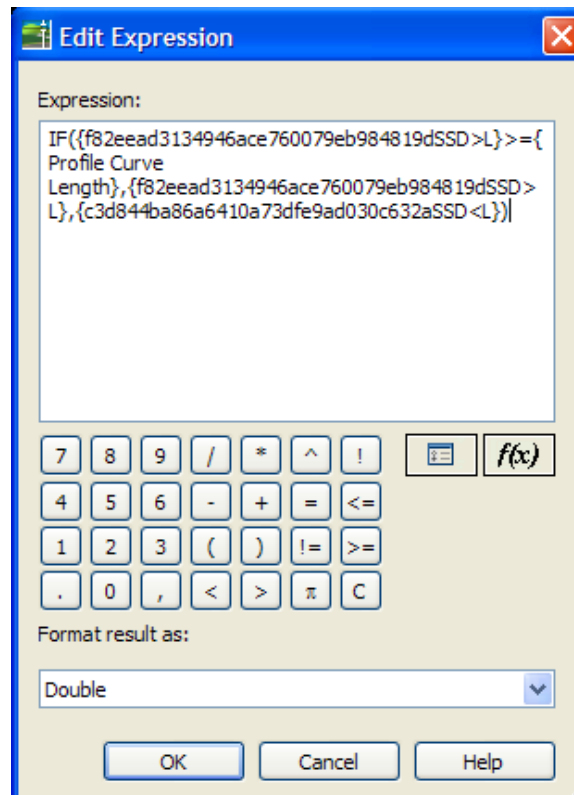 Edit Expression
Expression:
IF({f82eead3134946ace760079eb984819dSSD>L}>={
Profile Curve
Length},{f82eead3134946ace760079eb984819dSSD>
L},{c3d844ba86a6410a73dfe9ad030c632aSSD<L})
7 8 9 / * ^ ! f(x)
4 5 6 - + = <=
1 2 3 ( ) != >=
. 0 , < > π C
Format result as:
Double
OK Cancel Help